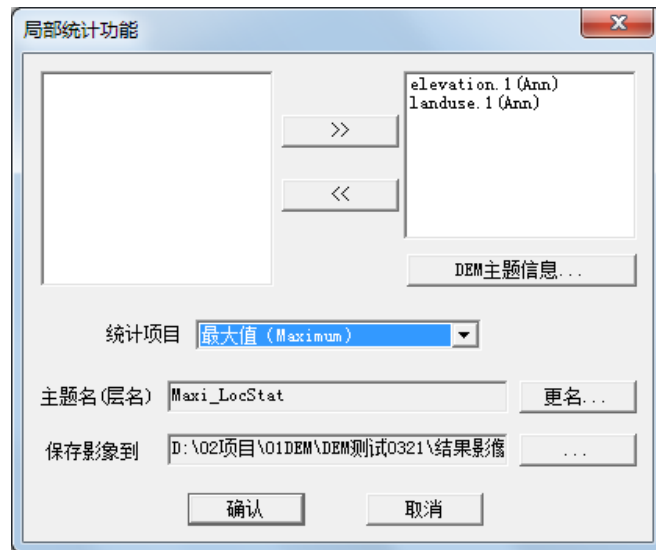 局部统计功能
elevation.1(Ann)
landuse.1(Ann)
>>
<<
DEM主题信息...
统计项目 最大值（Maximum）
主题名(层名) Maxi_LocStat 更名...
保存影象到 D:\02项目\01DEM\DEM测试0321\结果影像 ...
确认 取消